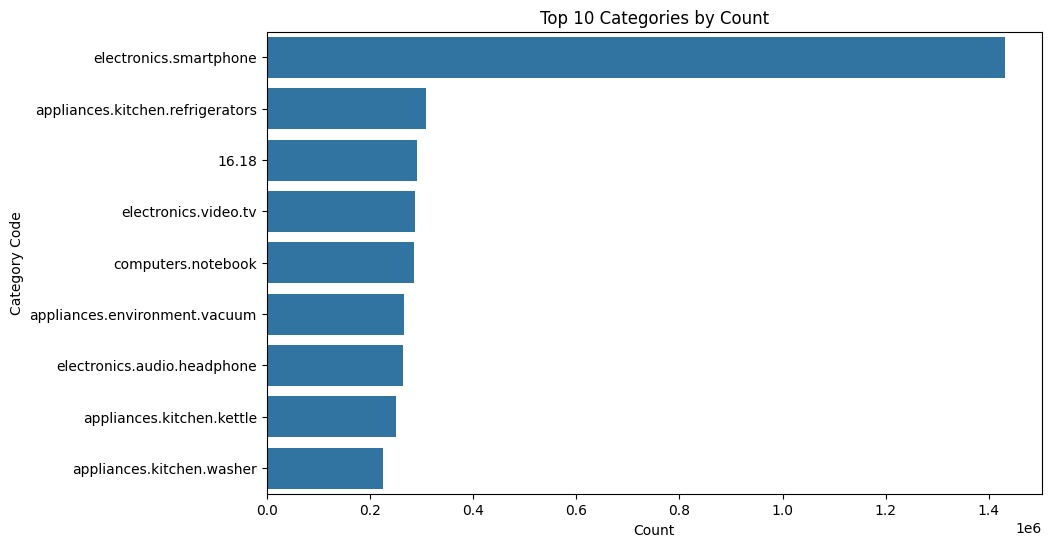 Top 10 Categories by Count
Category Code
electronics.smartphone
appliances.kitchen.refrigerators
16.18
electronics.video.tv
computers.notebook
appliances.environment.vacuum
electronics.audio.headphone
appliances.kitchen.kettle
appliances.kitchen.washer
0.0 0.2 0.4 0.6 0.8 1.0 1.2 1.4
1e6
Count